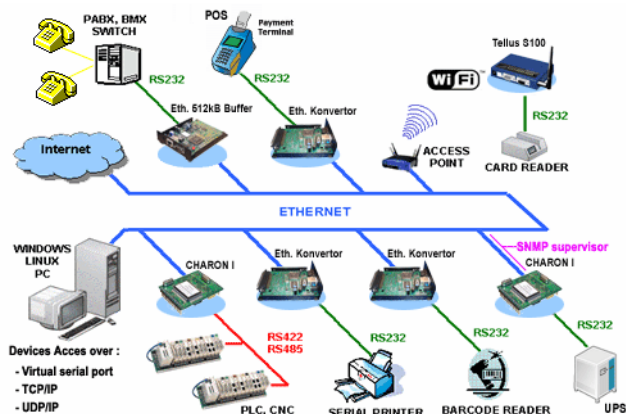 PABX, BMX
SWITCH
POS
Payment
Terminal
Tellus S100
WiFi
RS232
RS232
RS232
Eth. 512kB Buffer
Eth. Konvertor
ACCESS
POINT
CARD READER
Internet
ETHERNET
WINDOWS
LINUX
PC
CHARON I
Eth. Konvertor
Eth. Konvertor
SNMP supervisor
CHARON I
RS422
RS485
RS232
RS232
RS232
Devices Acces over :
- Virtual serial port
- TCP/IP
- UDP/IP
PLC, CNC
SERIAL PRINTER
BARCODE READER
UPS